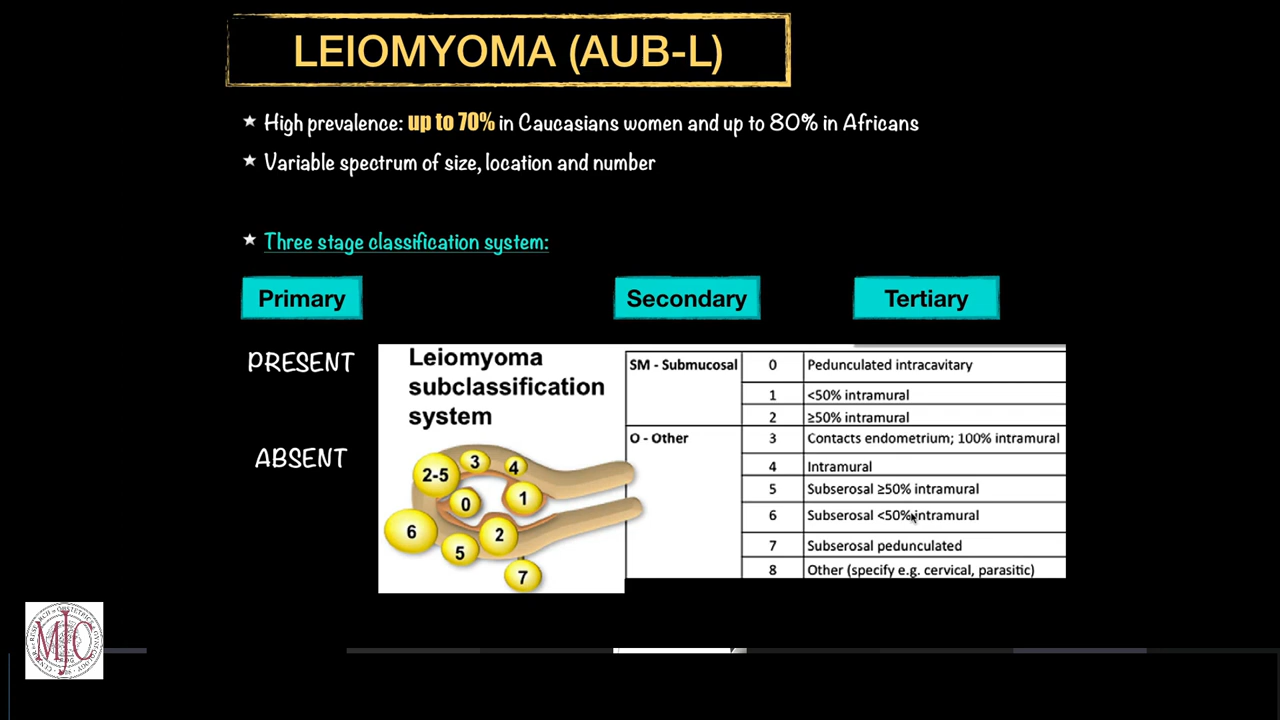 LEIOMYOMA (AUB-L)
★ High prevalence: up to 70% in Caucasians women and up to 80% in Africans
★ Variable spectrum of size, location and number
★ Three stage classification system:
Primary
Secondary
Tertiary
PRESENT
ABSENT
Leiomyoma
subclassification
system
2-5
3
4
0
1
6
2
5
7
SM - Submucosal 0 Pedunculated intracavitary
1 <50% intramural
2 ≥50% intramural
O - Other 3 Contacts endometrium; 100% intramural
4 Intramural
5 Subserosal ≥50% intramural
6 Subserosal <50% intramural
7 Subserosal pedunculated
8 Other (specify e.g. cervical, parasitic)
MJC